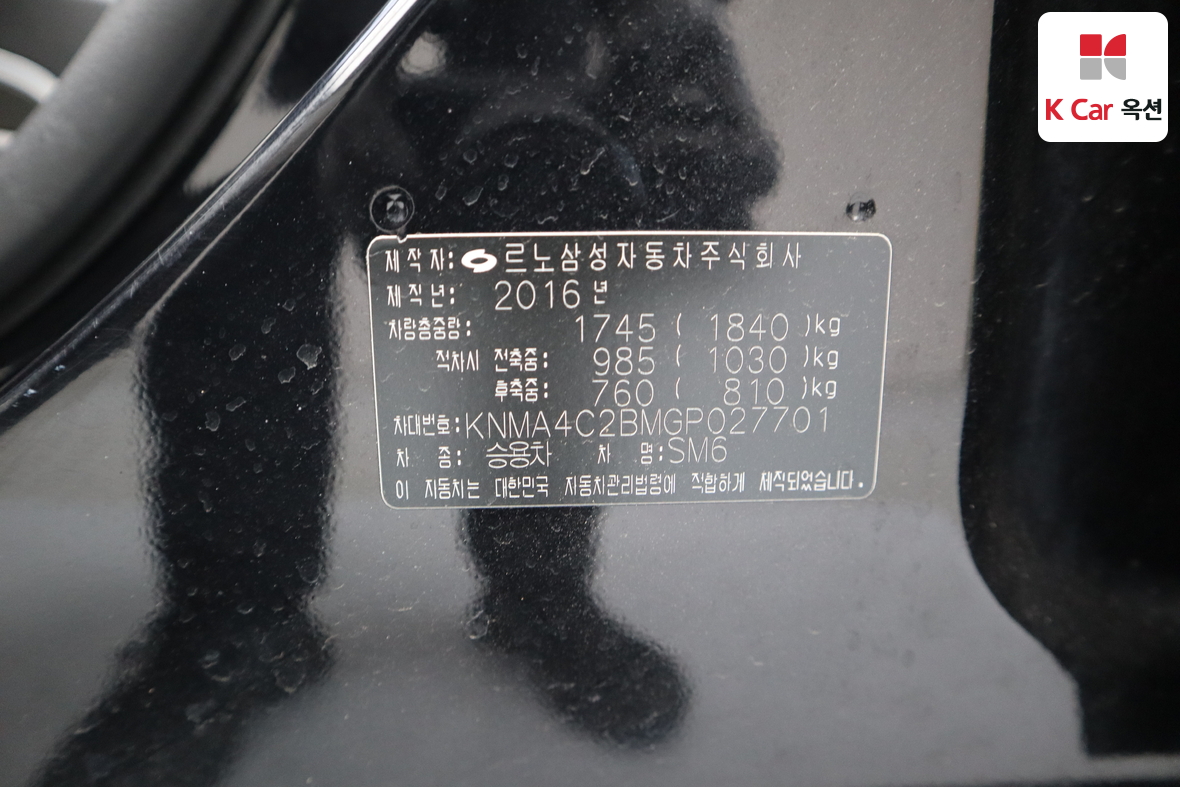 K Car 옥션
제 작 자: 르노삼성자동차주식회사
제 작 년: 2016 년
차량총중량: 1745 ( 1840 )kg
적차시 전축중: 985 ( 1030 )kg
후축중: 760 ( 810 )kg
차대번호:KNMA4C2BMGP027701
차 종: 승용차 차 명:SM6
이 자동차는 대한민국 자동차관리법령에 적합하게 제작되었습니다.